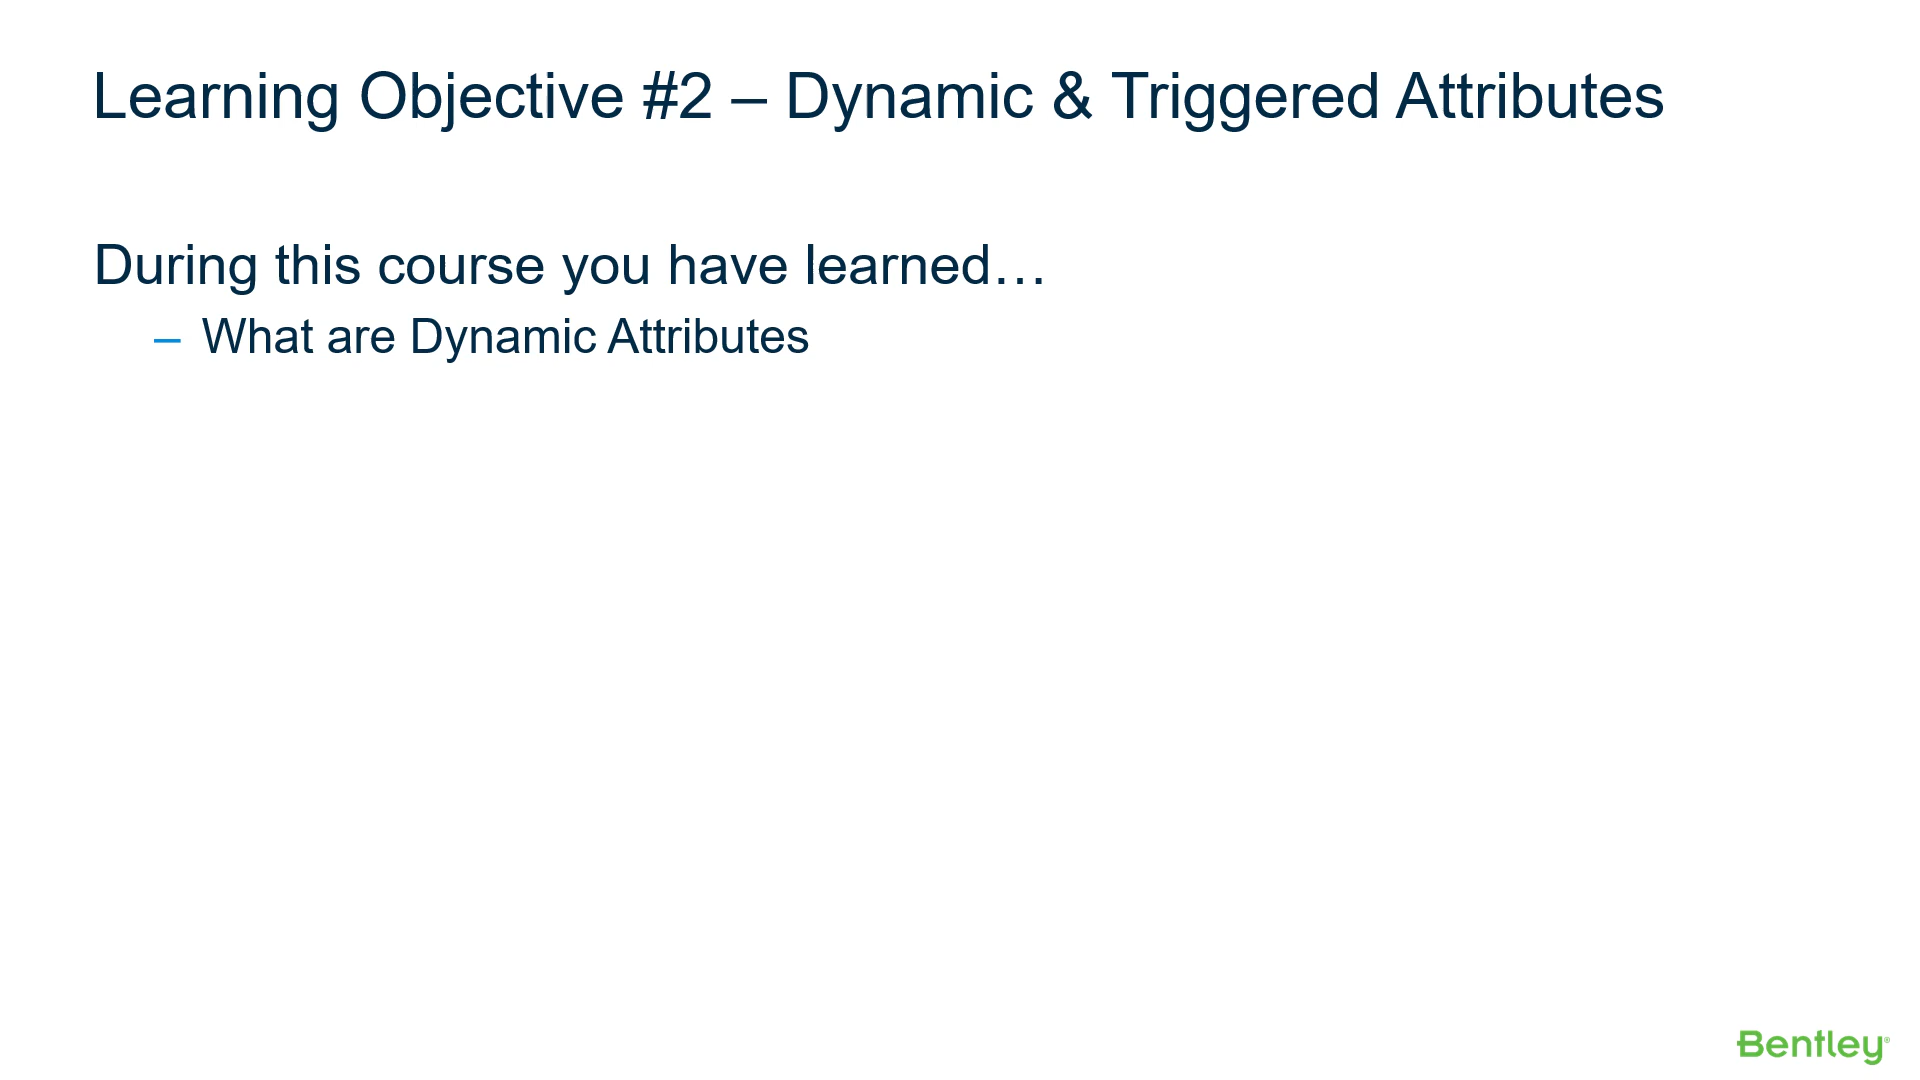 Learning Objective #2 – Dynamic & Triggered Attributes
During this course you have learned…
– What are Dynamic Attributes
Bentley®